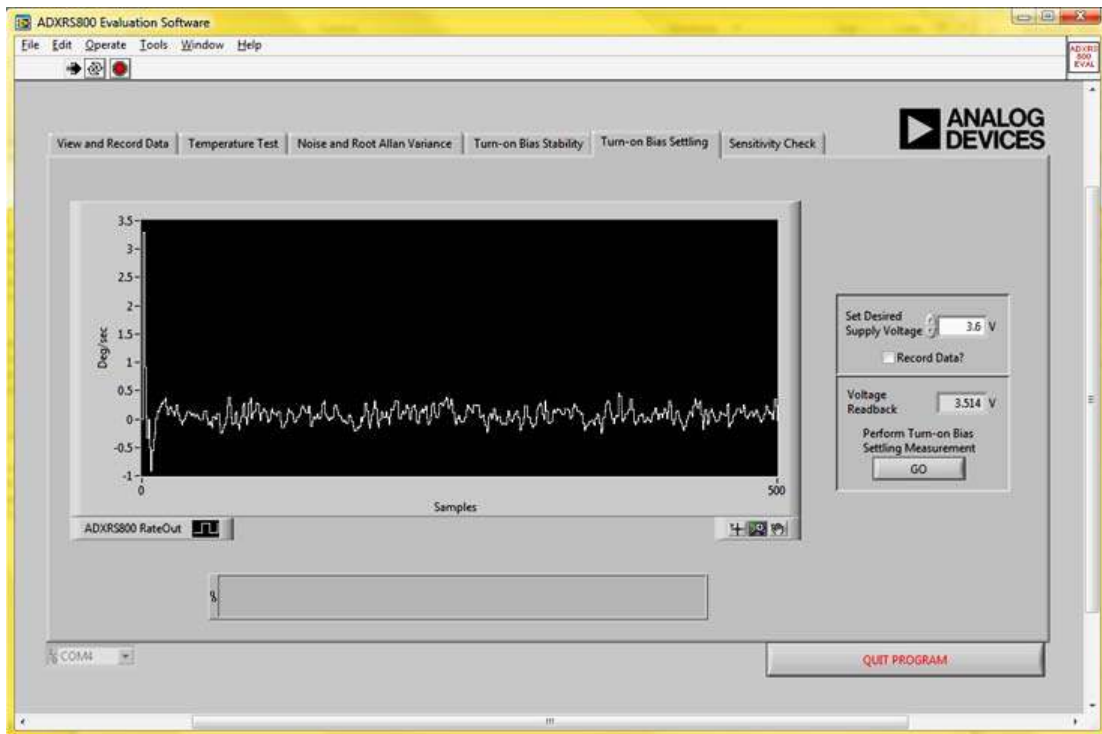 ADXRS800 Evaluation Software
File Edit Operate Tools Window Help
ADXRS
800
EVAL
ANALOG
DEVICES
View and Record Data Temperature Test Noise and Root Allan Variance Turn-on Bias Stability Turn-on Bias Settling Sensitivity Check
3.5
3
2.5
2
1.5
1
0.5
0
-0.5
-1
Deg/sec
0 500
Samples
ADXRS800 RateOut
Set Desired
Supply Voltage 3.6 V
Record Data?
Voltage
Readback 3.514 V
Perform Turn-on Bias
Settling Measurement
GO
COM4
QUIT PROGRAM